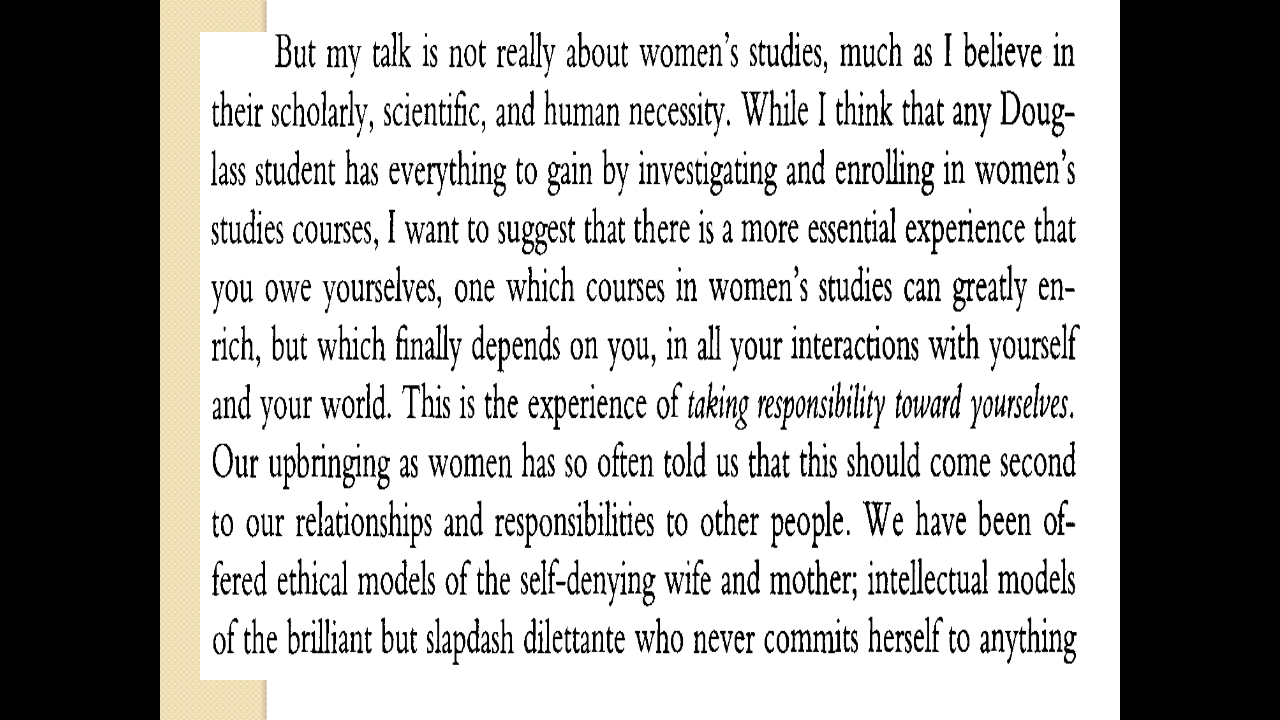 But my talk is not really about women's studies, much as I believe in
their scholarly, scientific, and human necessity. While I think that any Doug-
lass student has everything to gain by investigating and enrolling in women's
studies courses, I want to suggest that there is a more essential experience that
you owe yourselves, one which courses in women's studies can greatly en-
rich, but which finally depends on you, in all your interactions with yourself
and your world. This is the experience of taking responsibility toward yourselves.
Our upbringing as women has so often told us that this should come second
to our relationships and responsibilities to other people. We have been of-
fered ethical models of the self-denying wife and mother; intellectual models
of the brilliant but slapdash dilettante who never commits herself to anything